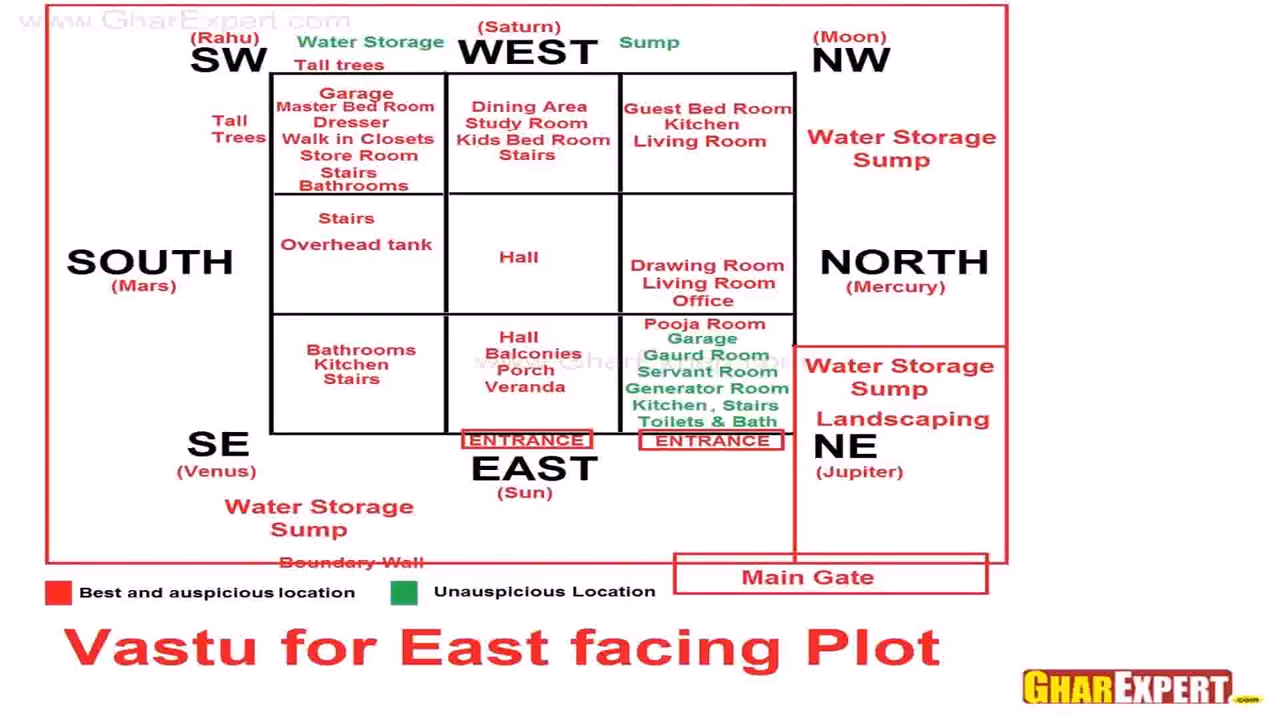 www.GharExpert.com
(Rahu)
SW
Water Storage
Tall trees
(Saturn)
WEST
Sump
(Moon)
NW
Tall
Trees
Garage
Master Bed Room
Dresser
Walk in Closets
Store Room
Stairs
Bathrooms
Dining Area
Study Room
Kids Bed Room
Stairs
Guest Bed Room
Kitchen
Living Room
Water Storage
Sump
SOUTH
(Mars)
Stairs
Overhead tank
Hall
Drawing Room
Living Room
Office
NORTH
(Mercury)
Bathrooms
Kitchen
Stairs
Hall
Balconies
Porch
Veranda
Pooja Room
Garage
Gaurd Room
Servant Room
Generator Room
Kitchen, Stairs
Toilets & Bath
Water Storage
Sump
Landscaping
SE
(Venus)
ENTRANCE
EAST
(Sun)
ENTRANCE
NE
(Jupiter)
Water Storage
Sump
Boundary Wall
Main Gate
Best and auspicious location
Unauspicious Location
Vastu for East facing Plot
GHAREXPERT.com